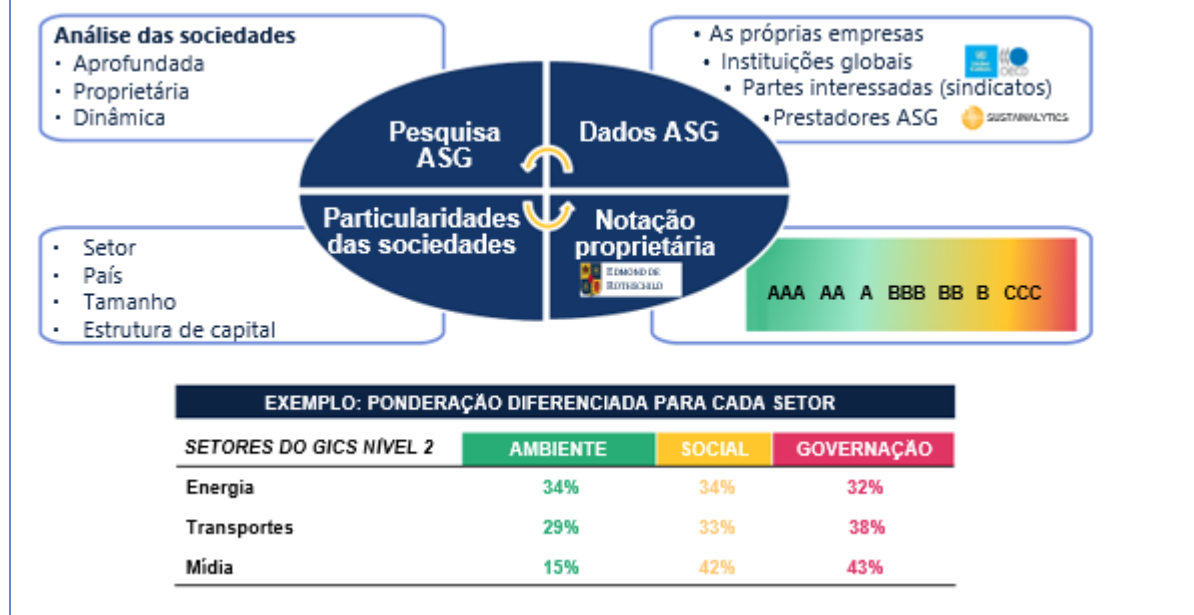 Análise das sociedades
· Aprofundada
· Proprietária
· Dinâmica
• As próprias empresas
• Instituições globais
OECD
• Partes interessadas (sindicatos)
•Prestadores ASG
SUSTAINALYTICS
Pesquisa
ASG
Dados ASG
Particularidades
das sociedades
Notação
proprietária
EDMOND DE
ROTHSCHILD
· Setor
· País
· Tamanho
· Estrutura de capital
AAA AA A BBB BB B CCC
EXEMPLO: PONDERAÇÃO DIFERENCIADA PARA CADA SETOR
SETORES DO GICS NÍVEL 2 AMBIENTE SOCIAL GOVERNAÇÃO
Energia 34% 34% 32%
Transportes 29% 33% 38%
Mídia 15% 42% 43%